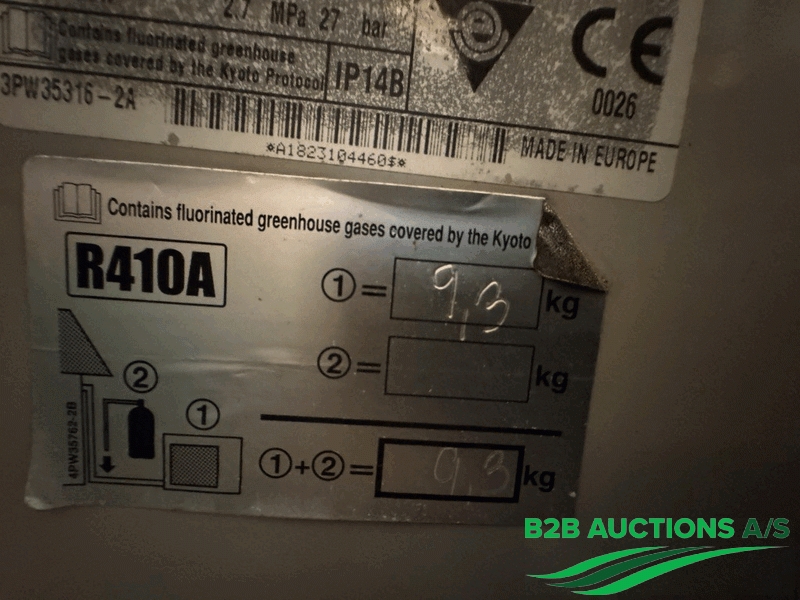 2.7 MPa 27 bar
Contains fluorinated greenhouse
gases covered by the Kyoto Protocol
IP14B
0026
3PW35316-2A
*A1823104460$*
MADE IN EUROPE
Contains fluorinated greenhouse gases covered by the Kyoto
R410A
①= 9,3 kg
②= kg
②
①
4PW35762-2B
①+②= 9,3 kg
B2B AUCTIONS A/S